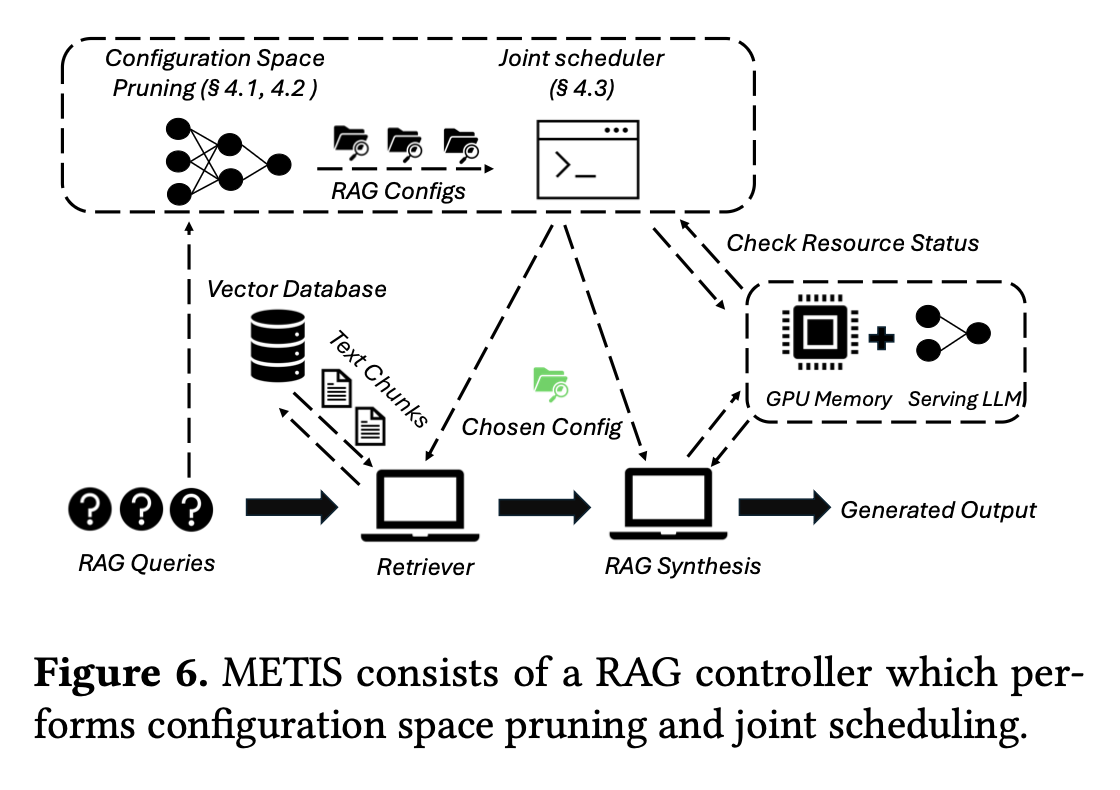 Configuration Space
Pruning (§ 4.1, 4.2 )
Joint scheduler
(§ 4.3)
RAG Configs
Check Resource Status
Vector Database
Text Chunks
GPU Memory
Serving LLM
Chosen Config
RAG Queries
Retriever
RAG Synthesis
Generated Output
Figure 6. METIS consists of a RAG controller which per-
forms configuration space pruning and joint scheduling.